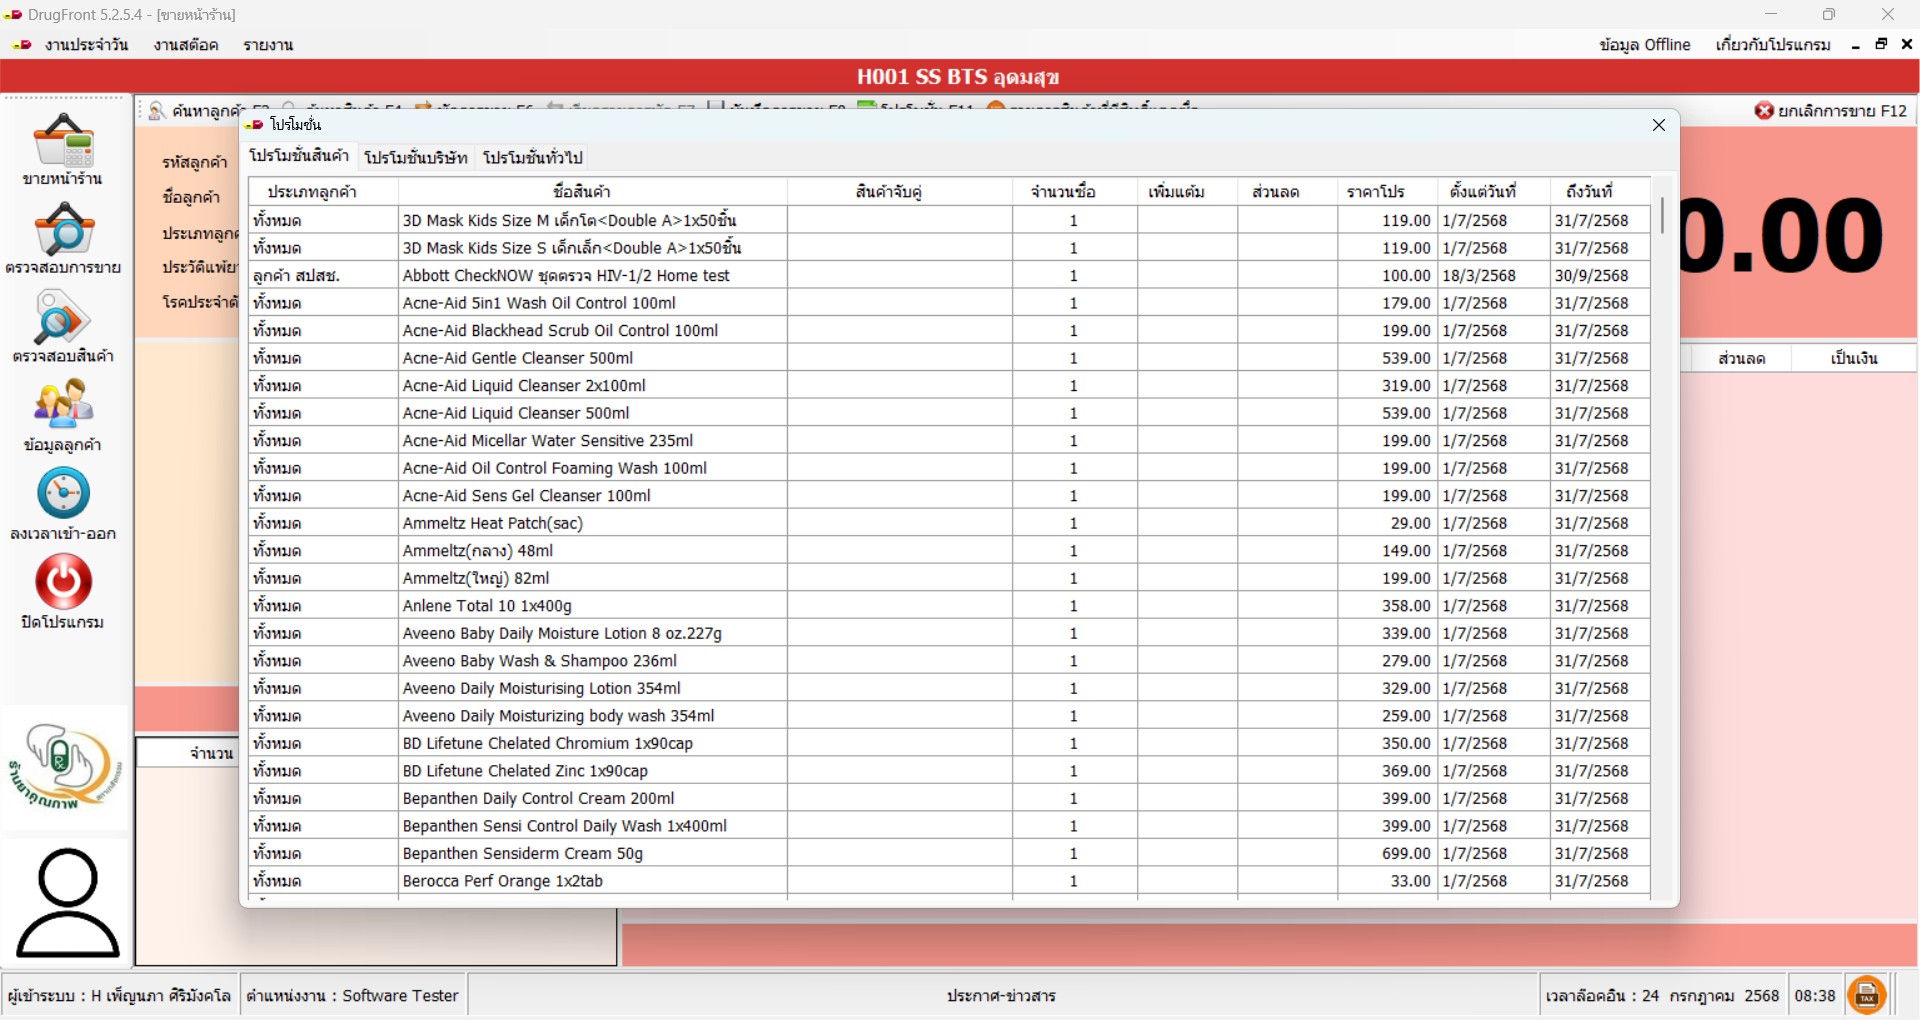 DrugFront 5.2.5.4 - [ขายหน้าร้าน]
งานประจำวัน งานสต๊อค รายงาน ข้อมูล Offline เกี่ยวกับโปรแกรม
H001 SS BTS อุดมสุข
ค้นหาลูกค้า ยกเลิกการขาย F12
โปรโมชั่น
โปรโมชั่นสินค้า โปรโมชั่นบริษัท โปรโมชั่นทั่วไป
ประเภทลูกค้า ชื่อสินค้า สินค้าจับคู่ จำนวนซื้อ เพิ่มแต้ม ส่วนลด ราคาโปร ตั้งแต่วันที่ ถึงวันที่
ทั้งหมด 3D Mask Kids Size M เด็กโต<Double A>1x50ชิ้น 1 119.00 1/7/2568 31/7/2568
ทั้งหมด 3D Mask Kids Size S เด็กเล็ก<Double A>1x50ชิ้น 1 119.00 1/7/2568 31/7/2568
ลูกค้า สปสช. Abbott CheckNOW ชุดตรวจ HIV-1/2 Home test 1 100.00 18/3/2568 30/9/2568
ทั้งหมด Acne-Aid 5in1 Wash Oil Control 100ml 1 179.00 1/7/2568 31/7/2568
ทั้งหมด Acne-Aid Blackhead Scrub Oil Control 100ml 1 199.00 1/7/2568 31/7/2568
ทั้งหมด Acne-Aid Gentle Cleanser 500ml 1 539.00 1/7/2568 31/7/2568
ทั้งหมด Acne-Aid Liquid Cleanser 2x100ml 1 319.00 1/7/2568 31/7/2568
ทั้งหมด Acne-Aid Liquid Cleanser 500ml 1 539.00 1/7/2568 31/7/2568
ทั้งหมด Acne-Aid Micellar Water Sensitive 235ml 1 199.00 1/7/2568 31/7/2568
ทั้งหมด Acne-Aid Oil Control Foaming Wash 100ml 1 199.00 1/7/2568 31/7/2568
ทั้งหมด Acne-Aid Sens Gel Cleanser 100ml 1 199.00 1/7/2568 31/7/2568
ทั้งหมด Ammeltz Heat Patch(sac) 1 29.00 1/7/2568 31/7/2568
ทั้งหมด Ammeltz(กลาง) 48ml 1 149.00 1/7/2568 31/7/2568
ทั้งหมด Ammeltz(ใหญ่) 82ml 1 199.00 1/7/2568 31/7/2568
ทั้งหมด Anlene Total 10 1x400g 1 358.00 1/7/2568 31/7/2568
ทั้งหมด Aveeno Baby Daily Moisture Lotion 8 oz.227g 1 339.00 1/7/2568 31/7/2568
ทั้งหมด Aveeno Baby Wash & Shampoo 236ml 1 279.00 1/7/2568 31/7/2568
ทั้งหมด Aveeno Daily Moisturising Lotion 354ml 1 329.00 1/7/2568 31/7/2568
ทั้งหมด Aveeno Daily Moisturizing body wash 354ml 1 259.00 1/7/2568 31/7/2568
ทั้งหมด BD Lifetune Chelated Chromium 1x90cap 1 350.00 1/7/2568 31/7/2568
ทั้งหมด BD Lifetune Chelated Zinc 1x90cap 1 369.00 1/7/2568 31/7/2568
ทั้งหมด Bepanthen Daily Control Cream 200ml 1 399.00 1/7/2568 31/7/2568
ทั้งหมด Bepanthen Sensi Control Daily Wash 1x400ml 1 399.00 1/7/2568 31/7/2568
ทั้งหมด Bepanthen Sensiderm Cream 50g 1 699.00 1/7/2568 31/7/2568
ทั้งหมด Berocca Perf Orange 1x2tab 1 33.00 1/7/2568 31/7/2568
ขายหน้าร้าน
ตรวจสอบการขาย
ตรวจสอบสินค้า
ข้อมูลลูกค้า
ลงเวลาเข้า-ออก
ปิดโปรแกรม
ร้านยาคุณภาพ
รหัสลูกค้า
ชื่อลูกค้า
ประเภทลูกค้
ประวัติแพ้ยา
โรคประจำตั
จำนวน
0.00
ส่วนลด เป็นเงิน
ผู้เข้าระบบ : H เพ็ญนภา ศิริมังคโล ตำแหน่งงาน : Software Tester ประกาศ-ข่าวสาร เวลาล๊อคอิน : 24 กรกฎาคม 2568 08:38 TAX